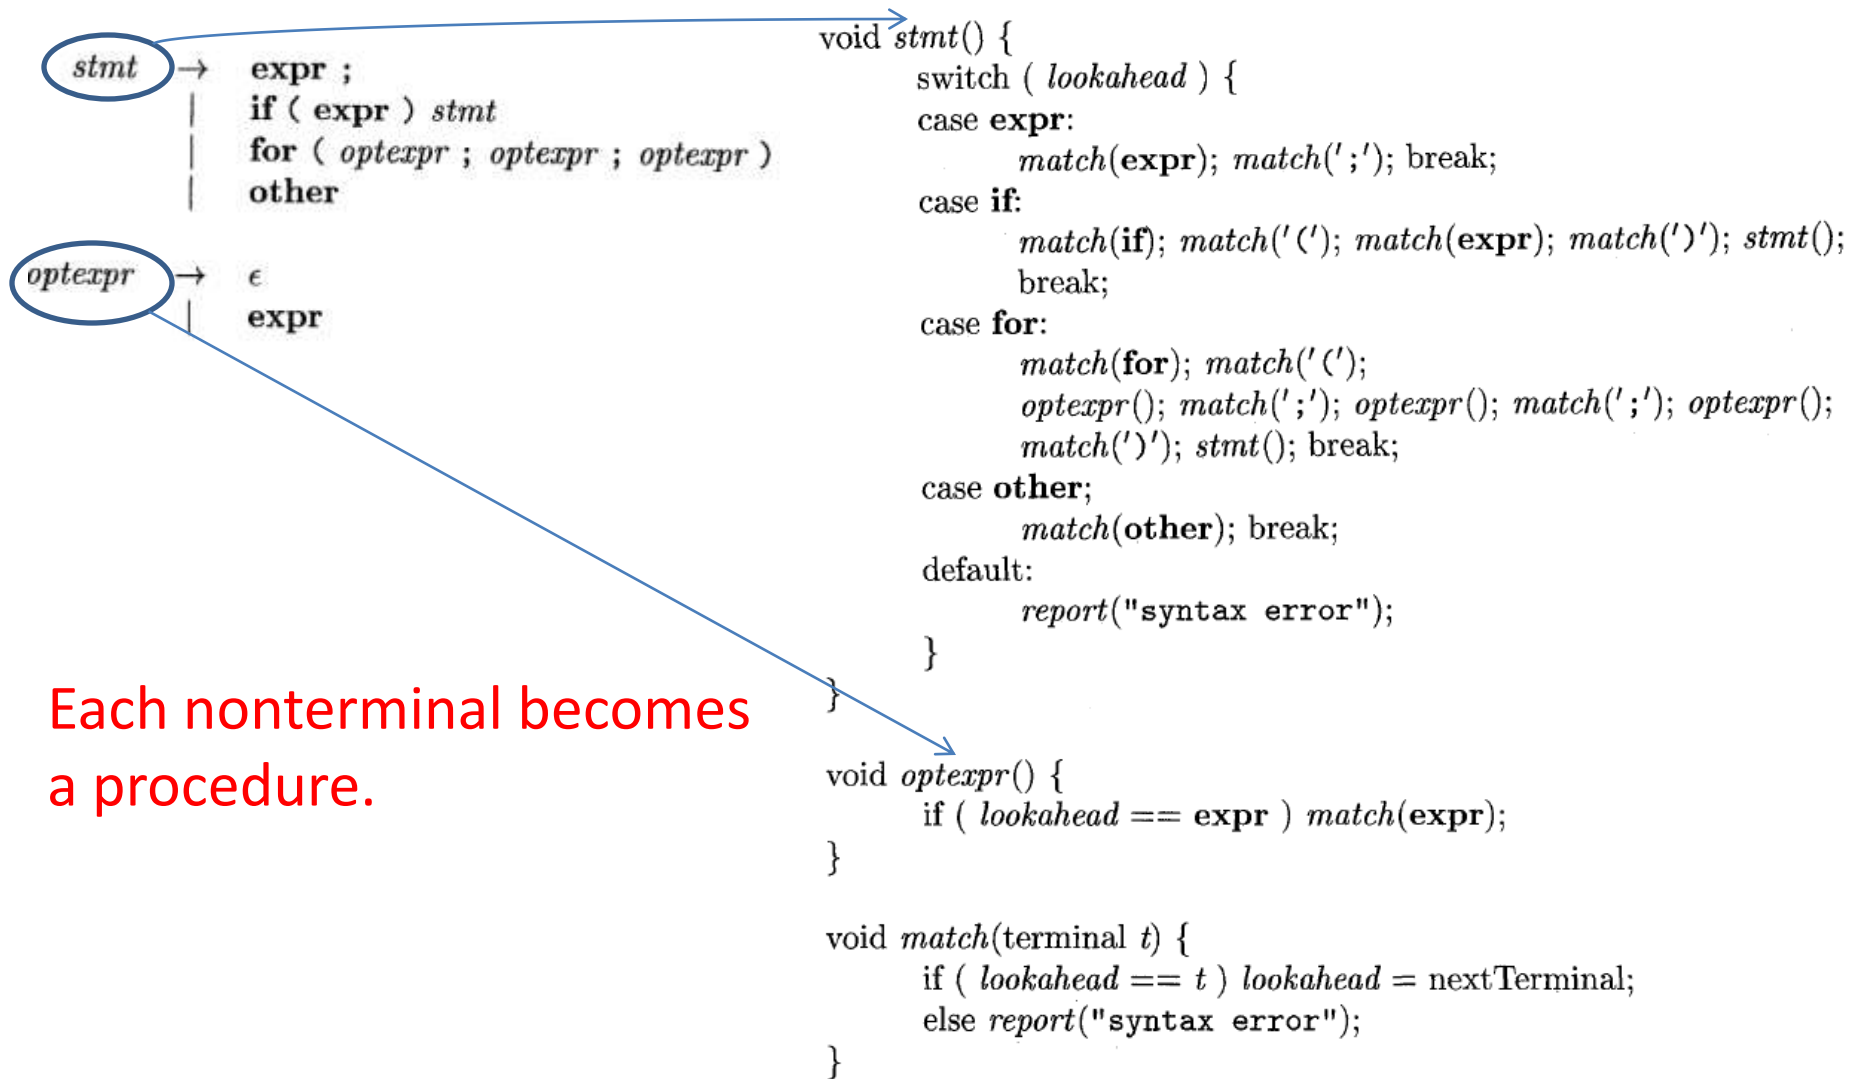 stmt → expr ;
| if ( expr ) stmt
| for ( optexpr ; optexpr ; optexpr )
| other
optexpr → ϵ
| expr
Each nonterminal becomes
a procedure.
void stmt() {
switch ( lookahead ) {
case expr:
match(expr); match(';'); break;
case if:
match(if); match('('); match(expr); match(')'); stmt();
break;
case for:
match(for); match('(');
optexpr(); match(';'); optexpr(); match(';'); optexpr();
match(')'); stmt(); break;
case other;
match(other); break;
default:
report("syntax error");
}
}
void optexpr() {
if ( lookahead == expr ) match(expr);
}
void match(terminal t) {
if ( lookahead == t ) lookahead = nextTerminal;
else report("syntax error");
}